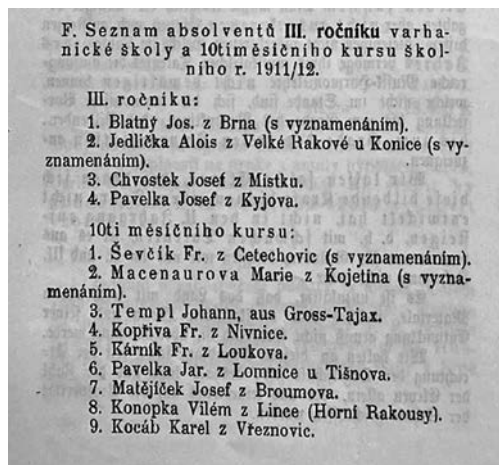 F. Seznam absolventů III. ročníku varha-
nické školy a 10timěsíčního kursu škol-
ního r. 1911/12.
III. ročníku:
1. Blatný Jos. z Brna (s vyznamenáním).
2. Jedlička Alois z Velké Rakové u Konice (s vy-
znamenáním).
3. Chvostek Josef z Místku.
4. Pavelka Josef z Kyjova.
10ti měsíčního kursu:
1. Ševčík Fr. z Cetechovic (s vyznamenáním).
2. Macenaurova Marie z Kojetína (s vyzna-
menáním).
3. Templ Johann, aus Gross-Tajax.
4. Kopřiva Fr. z Nivnice.
5. Kárník Fr. z Loukova.
6. Pavelka Jar. z Lomnice u Tišnova.
7. Matějíček Josef z Broumova.
8. Konopka Vilém z Lince (Horní Rakousy).
9. Kocáb Karel z Vřeznovic.